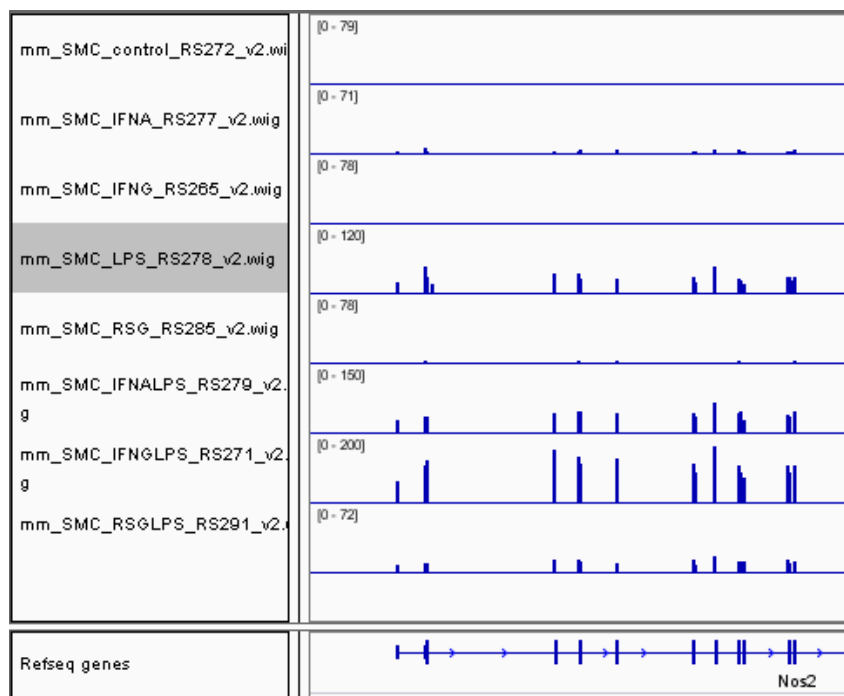 mm_SMC_control_RS272_v2.wi
[0 - 79]
mm_SMC_IFNA_RS277_v2.wig
[0 - 71]
mm_SMC_IFNG_RS265_v2.wig
[0 - 78]
mm_SMC_LPS_RS278_v2.wig
[0 - 120]
mm_SMC_RSG_RS285_v2.wig
[0 - 78]
mm_SMC_IFNALPS_RS279_v2.
g
[0 - 150]
mm_SMC_IFNGLPS_RS271_v2.
g
[0 - 200]
mm_SMC_RSGLPS_RS291_v2.
[0 - 72]
Refseq genes
Nos2